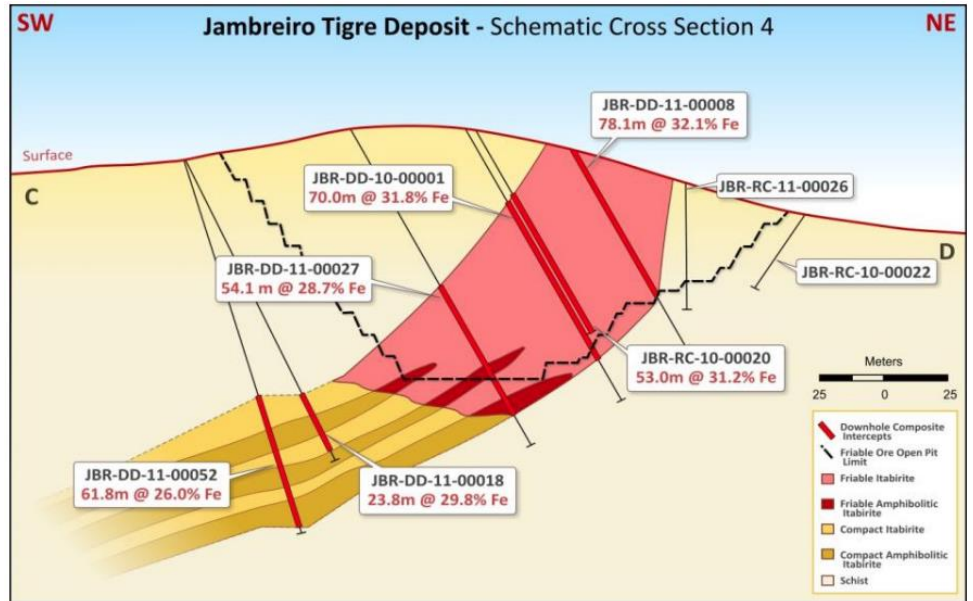 SW
Jambreiro Tigre Deposit - Schematic Cross Section 4
NE
JBR-DD-11-00008
78.1m @ 32.1% Fe
Surface
C
JBR-DD-10-00001
70.0m @ 31.8% Fe
JBR-RC-11-00026
D
JBR-DD-11-00027
54.1 m @ 28.7% Fe
JBR-RC-10-00022
JBR-RC-10-00020
53.0m @ 31.2% Fe
Meters
25 0 25
JBR-DD-11-00052
61.8m @ 26.0% Fe
JBR-DD-11-00018
23.8m @ 29.8% Fe
Downhole Composite
Intercepts
Friable Ore Open Pit
Limit
Friable Itabirite
Friable Amphibolitic
Itabirite
Compact Itabirite
Compact Amphibolitic
Itabirite
Schist